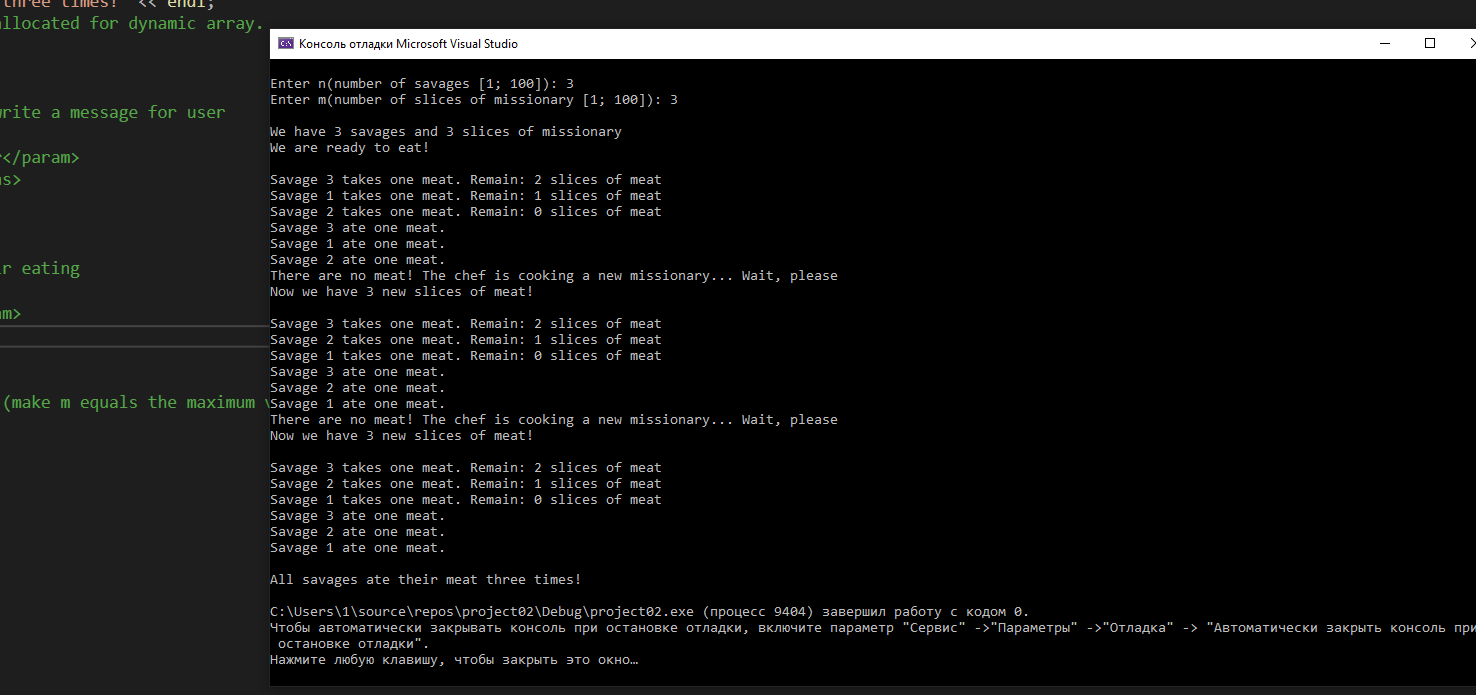 three times!" << endl;
allocated for dynamic array.
write a message for user
</param>
r eating
(make m equals the maximum
Консоль отладки Microsoft Visual Studio
Enter n(number of savages [1; 100]): 3
Enter m(number of slices of missionary [1; 100]): 3
We have 3 savages and 3 slices of missionary
We are ready to eat!
Savage 3 takes one meat. Remain: 2 slices of meat
Savage 1 takes one meat. Remain: 1 slices of meat
Savage 2 takes one meat. Remain: 0 slices of meat
Savage 3 ate one meat.
Savage 1 ate one meat.
Savage 2 ate one meat.
There are no meat! The chef is cooking a new missionary... Wait, please
Now we have 3 new slices of meat!
Savage 3 takes one meat. Remain: 2 slices of meat
Savage 2 takes one meat. Remain: 1 slices of meat
Savage 1 takes one meat. Remain: 0 slices of meat
Savage 3 ate one meat.
Savage 2 ate one meat.
Savage 1 ate one meat.
There are no meat! The chef is cooking a new missionary... Wait, please
Now we have 3 new slices of meat!
Savage 3 takes one meat. Remain: 2 slices of meat
Savage 2 takes one meat. Remain: 1 slices of meat
Savage 1 takes one meat. Remain: 0 slices of meat
Savage 3 ate one meat.
Savage 2 ate one meat.
Savage 1 ate one meat.
All savages ate their meat three times!
C:\Users\1\source\repos\project02\Debug\project02.exe (процесс 9404) завершил работу с кодом 0.
Чтобы автоматически закрывать консоль при остановке отладки, включите параметр "Сервис" ->"Параметры" ->"Отладка" -> "Автоматически закрыть консоль при
остановке отладки".
Нажмите любую клавишу, чтобы закрыть это окно…